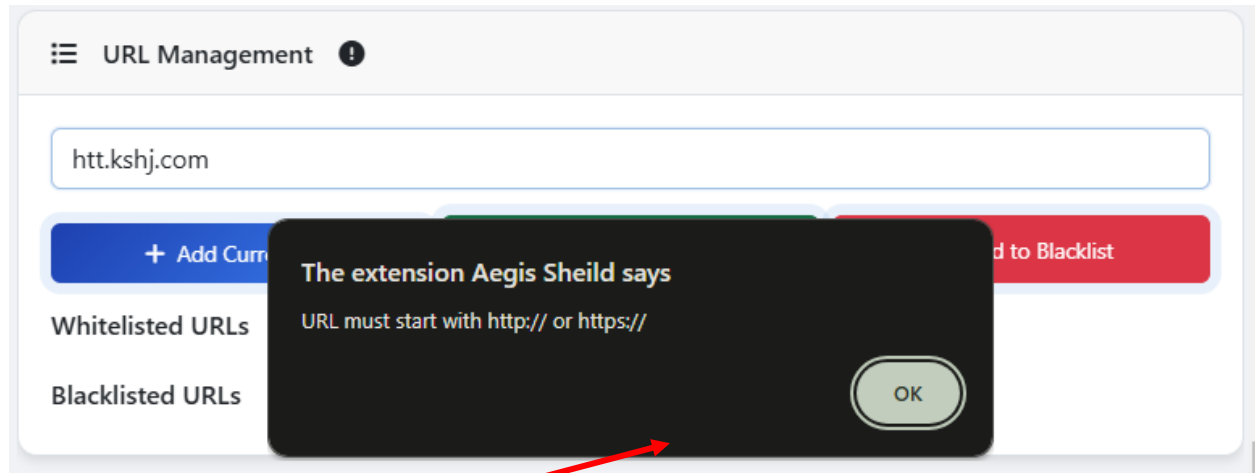 URL Management
htt.kshj.com
+ Add Curr
d to Blacklist
The extension Aegis Sheild says
URL must start with http:// or https://
OK
Whitelisted URLs
Blacklisted URLs